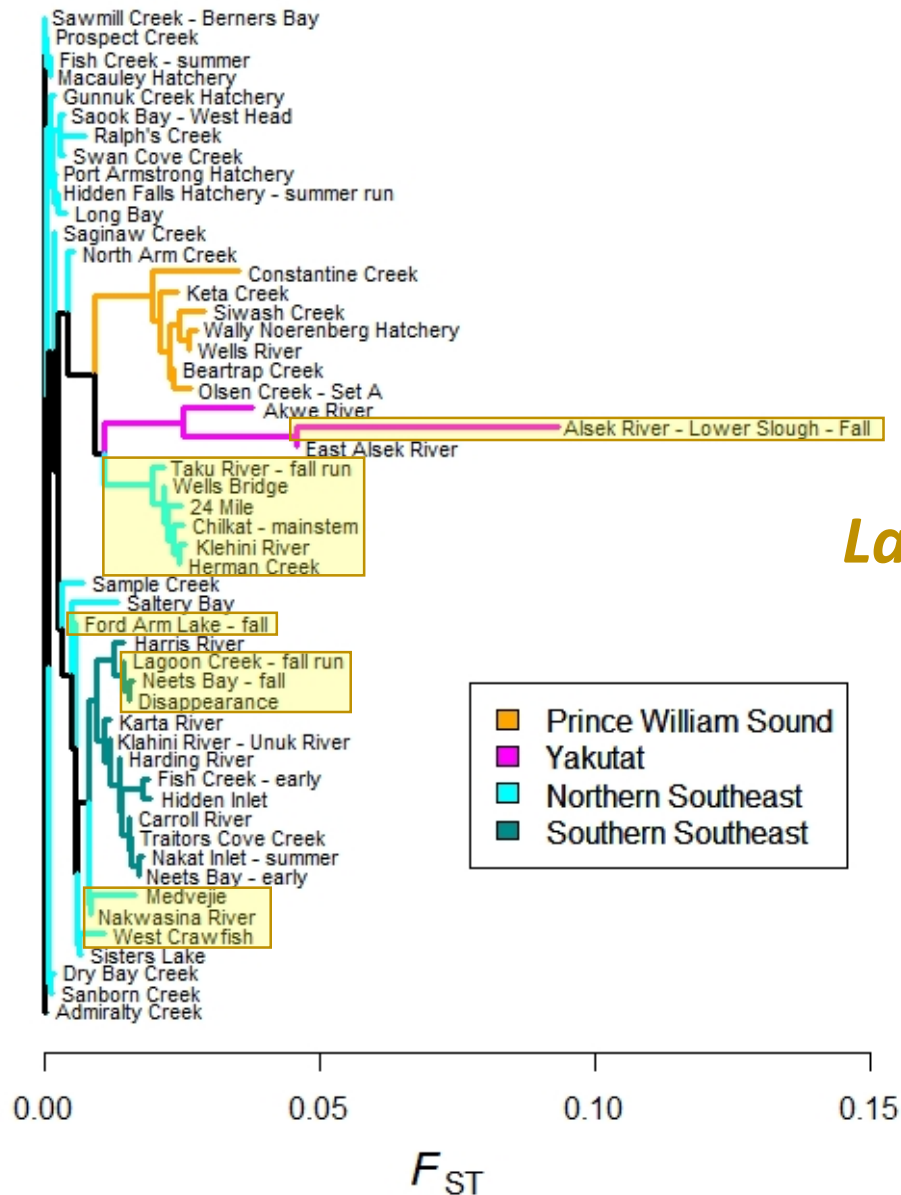 Sawmill Creek - Berners Bay
Prospect Creek
Fish Creek - summer
Macauley Hatchery
Gunnuk Creek Hatchery
Saook Bay - West Head
Ralph's Creek
Swan Cove Creek
Port Armstrong Hatchery
Hidden Falls Hatchery - summer run
Long Bay
Saginaw Creek
North Arm Creek
Constantine Creek
Keta Creek
Siwash Creek
Wally Noerenberg Hatchery
Wells River
Beartrap Creek
Olsen Creek - Set A
Akwe River
Alsek River - Lower Slough - Fall
East Alsek River
Taku River - fall run
Wells Bridge
24 Mile
Chilkat - mainstem
Klehini River
Herman Creek
La
Sample Creek
Saltery Bay
Ford Arm Lake - fall
Harris River
Lagoon Creek - fall run
Neets Bay - fall
Disappearance
Karta River
Klahini River - Unuk River
Harding River
Fish Creek - early
Hidden Inlet
Carroll River
Traitors Cove Creek
Nakat Inlet - summer
Neets Bay - early
Medvejie
Nakwasina River
West Crawfish
Sisters Lake
Dry Bay Creek
Sanborn Creek
Admiralty Creek
Prince William Sound
Yakutat
Northern Southeast
Southern Southeast
0.00 0.05 0.10 0.15
FST